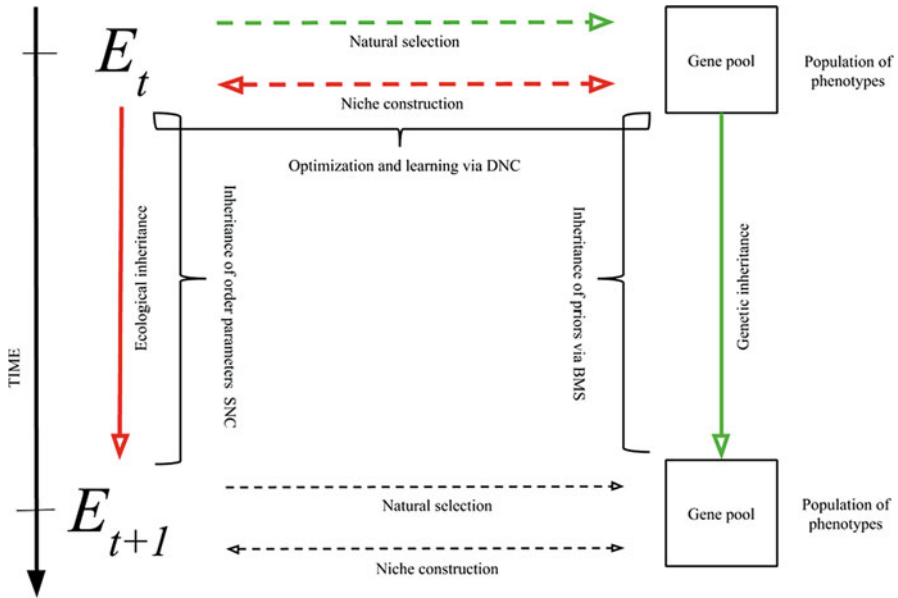 E_t
Natural selection
Niche construction
Gene pool
Population of
phenotypes
Optimization and learning via DNC
TIME
Ecological inheritance
Inheritance of order
parameters SNC
Inheritance of
priors via BMS
Genetic inheritance
E_{t+1}
Natural selection
Niche construction
Gene pool
Population of
phenotypes